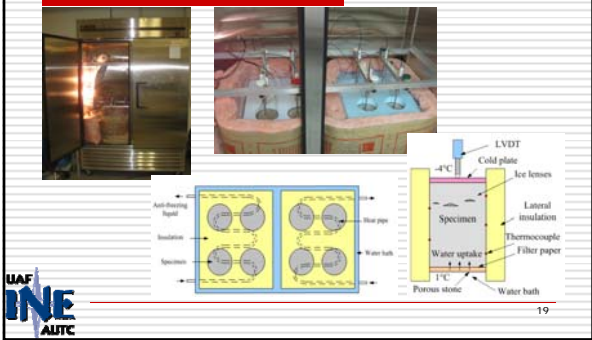 Anti-freezing
liquid
Insulation
Specimen
Heat pipe
Water bath
LVDT
-4°C
Cold plate
Ice lenses
Specimen
Lateral
insulation
Thermocouple
Filter paper
Water uptake
1°C
Porous stone
Water bath
UAF
INE
AUTC
19